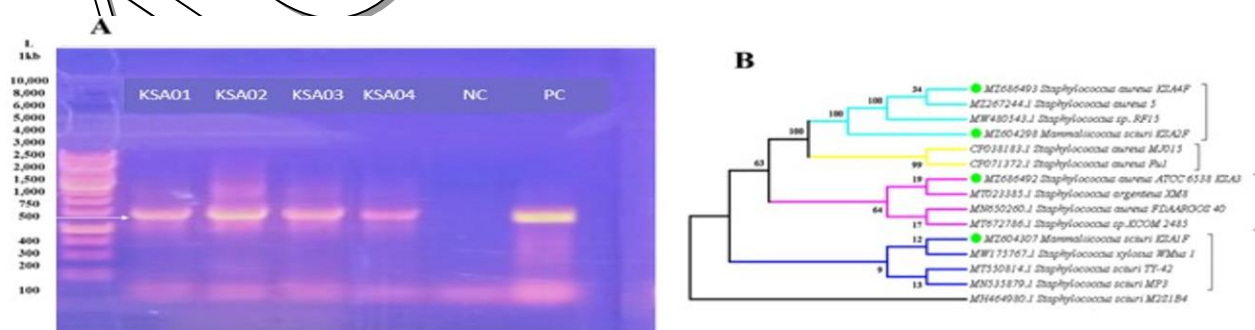 A
L
1kb
10,000
8,000
6,000
5,000
4,000
3,000
2,500
2,000
1,500
1,000
750
500
400
300
200
100
KSA01 KSA02 KSA03 KSA04 NC PC
B
34
100
100
100
63
99
19
64
17
12
9
13
MZ686493 Staphylococcus aureus KSA4F
MZ267244.1 Staphylococcus aureus 5
MW480543.1 Staphylococcus sp. RF15
MZ604298 Mammaliicoccus sciuri KSA2F
CP038183.1 Staphylococcus aureus MJ015
CP071372.1 Staphylococcus aureus
MZ686492 Staphylococcus aureus ATCC 6538 KSA3
MT023385.1 Staphylococcus argenteus XM8
MN650260.1 Staphylococcus aureus FDAARGOS 40
MT672786.1 Staphylococcus sp.KCOM 2485
MZ604307 Mammaliicoccus sciuri KSA1F
MW175767.1 Staphylococcus xylosus WMus 1
MT550814.1 Staphylococcus sciuri TY-42
MN535879.1 Staphylococcus sciuri MP3
MH464980.1 Staphylococcus sciuri M2S1B4